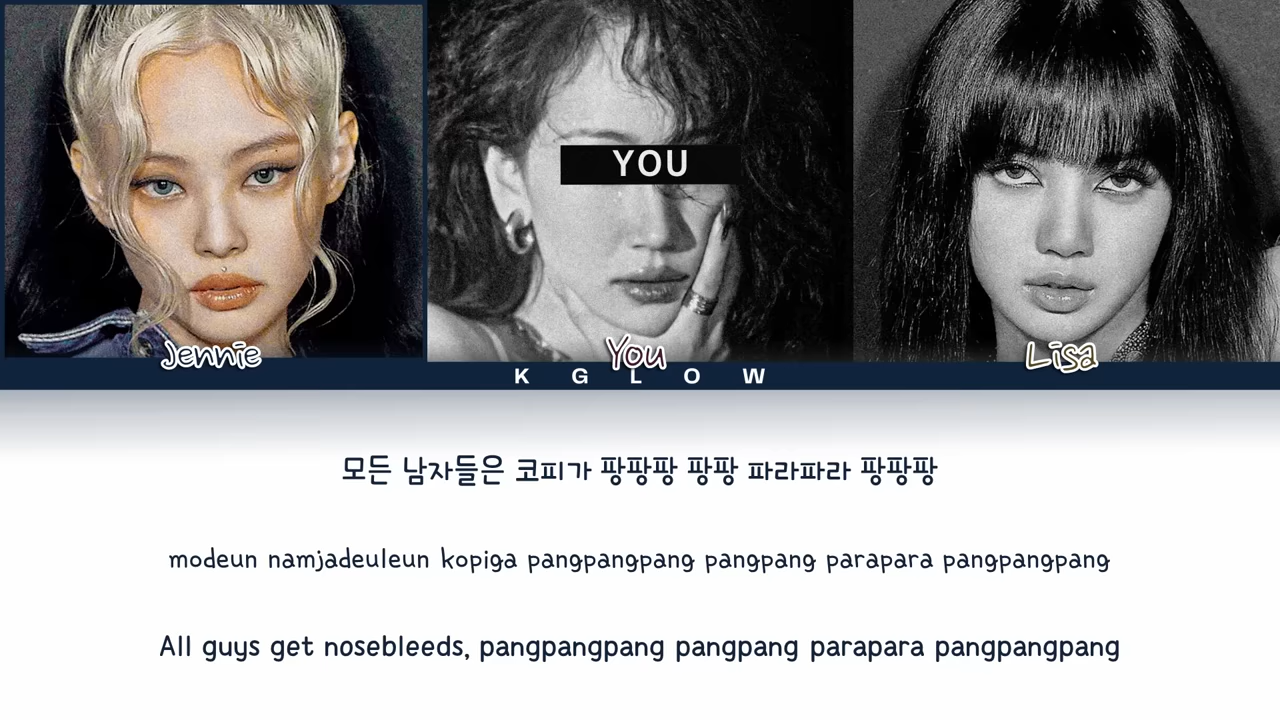 YOU
Jennie
You
Lisa
KGLOW
모든 남자들은 코피가 팡팡팡 팡팡 파라파라 팡팡팡
modeun namjadeuleun kopiga pangpangpang pangpang parapara pangpangpang
All guys get nosebleeds, pangpangpang pangpang parapara pangpangpang